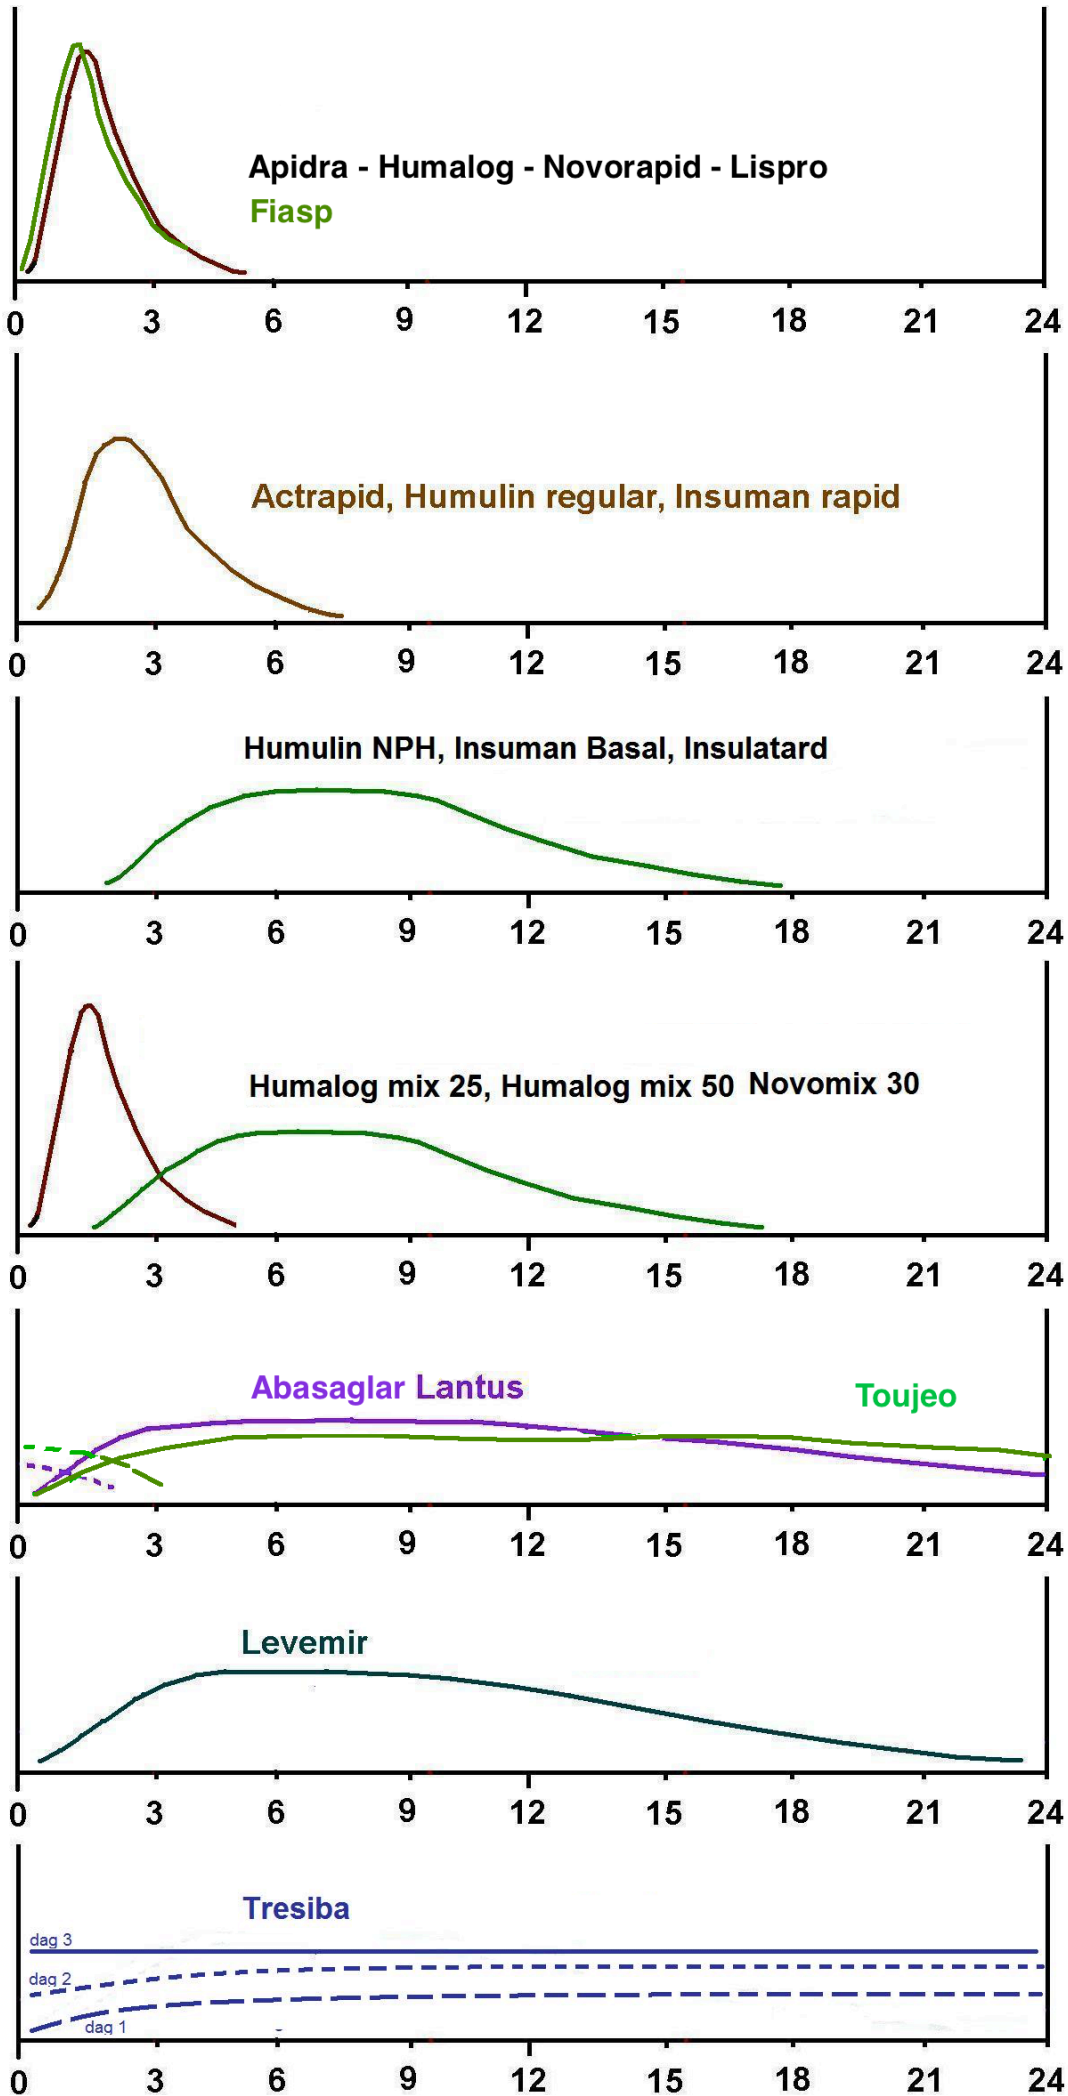 Apidra - Humalog - Novorapid - Lispro
Fiasp
0 3 6 9 12 15 18 21 24
Actrapid, Humulin regular, Insuman rapid
0 3 6 9 12 15 18 21 24
Humulin NPH, Insuman Basal, Insulatard
0 3 6 9 12 15 18 21 24
Humalog mix 25, Humalog mix 50 Novomix 30
0 3 6 9 12 15 18 21 24
Abasaglar Lantus Toujeo
0 3 6 9 12 15 18 21 24
Levemir
0 3 6 9 12 15 18 21 24
Tresiba
dag 3
dag 2
dag 1
0 3 6 9 12 15 18 21 24